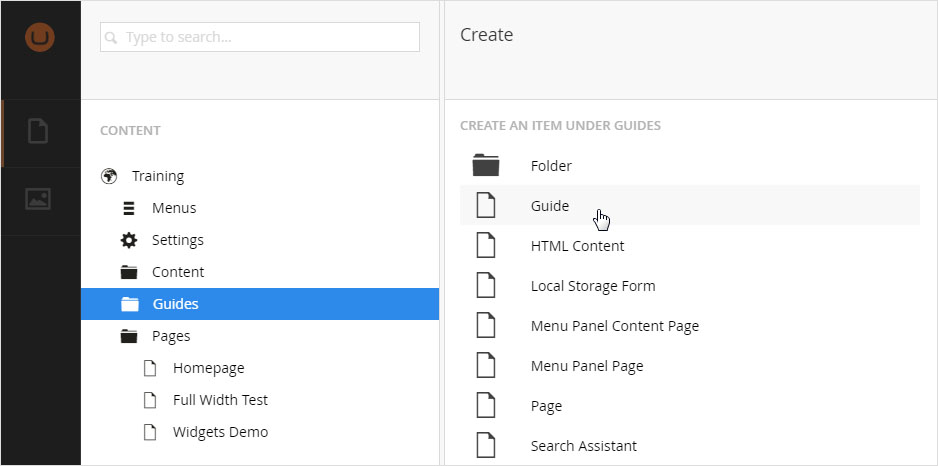 Type to search...
Create
CONTENT
Training
Menus
Settings
Content
Guides
Pages
Homepage
Full Width Test
Widgets Demo
CREATE AN ITEM UNDER GUIDES
Folder
Guide
HTML Content
Local Storage Form
Menu Panel Content Page
Menu Panel Page
Page
Search Assistant